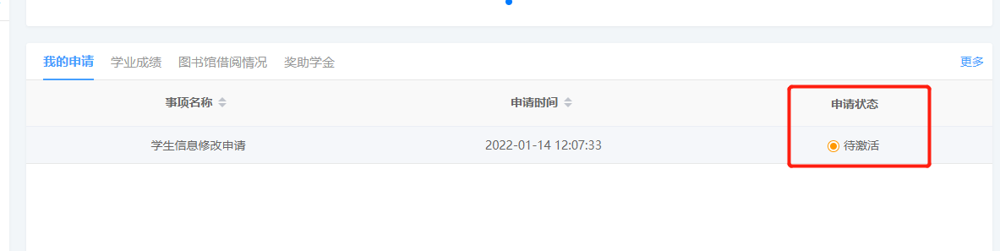 我的申请 学业成绩 图书馆借阅情况 奖助学金 更多
事项名称 申请时间 申请状态
学生信息修改申请 2022-01-14 12:07:33 待激活